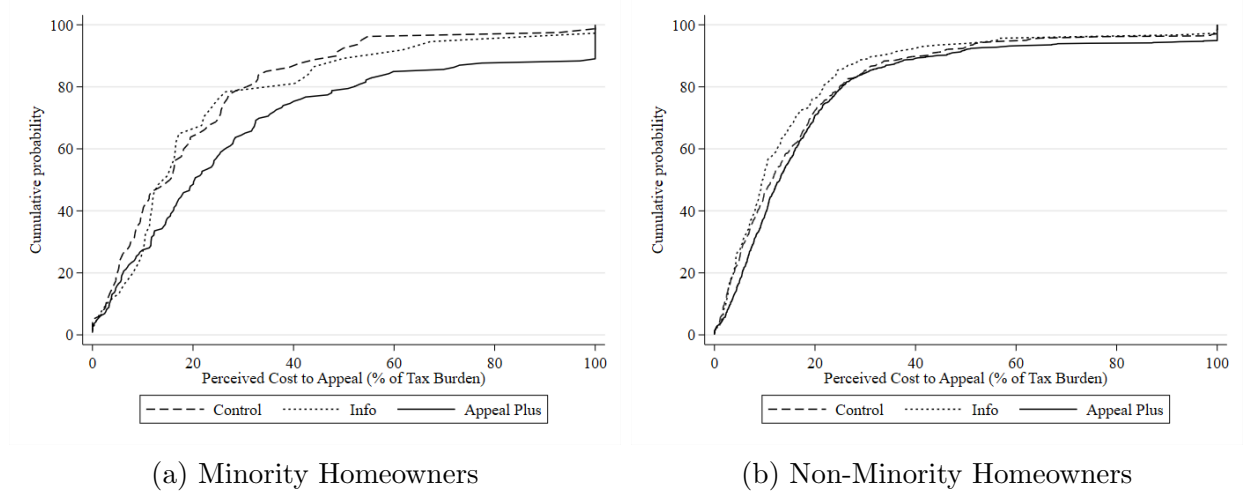 100
80
60
40
20
0
Cumulative probability
0 20 40 60 80 100
Perceived Cost to Appeal (% of Tax Burden)
Control Info Appeal Plus
(a) Minority Homeowners
100
80
60
40
20
0
Cumulative probability
0 20 40 60 80 100
Perceived Cost to Appeal (% of Tax Burden)
Control Info Appeal Plus
(b) Non-Minority Homeowners